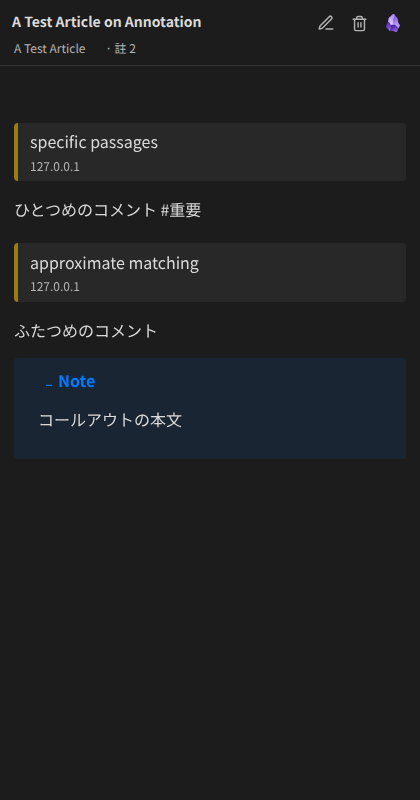 A Test Article on Annotation
A Test Article · 註 2
specific passages
127.0.0.1
ひとつめのコメント #重要
approximate matching
127.0.0.1
ふたつめのコメント
Note
コールアウトの本文